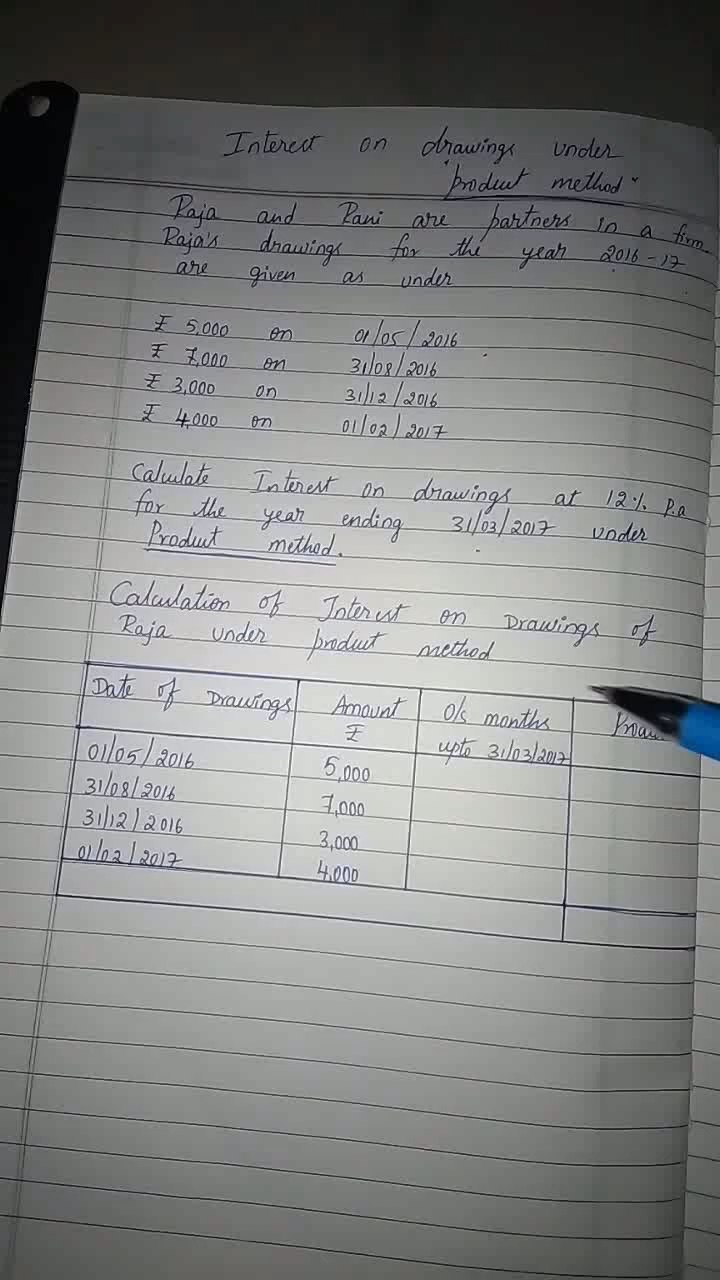 Interest on drawings under
"product method"
Raja and Rani are partners in a firm.
Raja's drawings for the year 2016-17
are given as under
₹ 5,000 on 01/05/2016
₹ 7,000 on 31/08/2016
₹ 3,000 on 31/12/2016
₹ 4,000 on 01/02/2017
Calculate Interest on drawings at 12% P.a
for the year ending 31/03/2017 under
Product method.
Calculation of Interest on Drawings of
Raja under product method
Date of Drawings Amount ₹ O/s months upto 31/03/2017
01/05/2016 5,000
31/08/2016 7,000
31/12/2016 3,000
01/02/2017 4,000